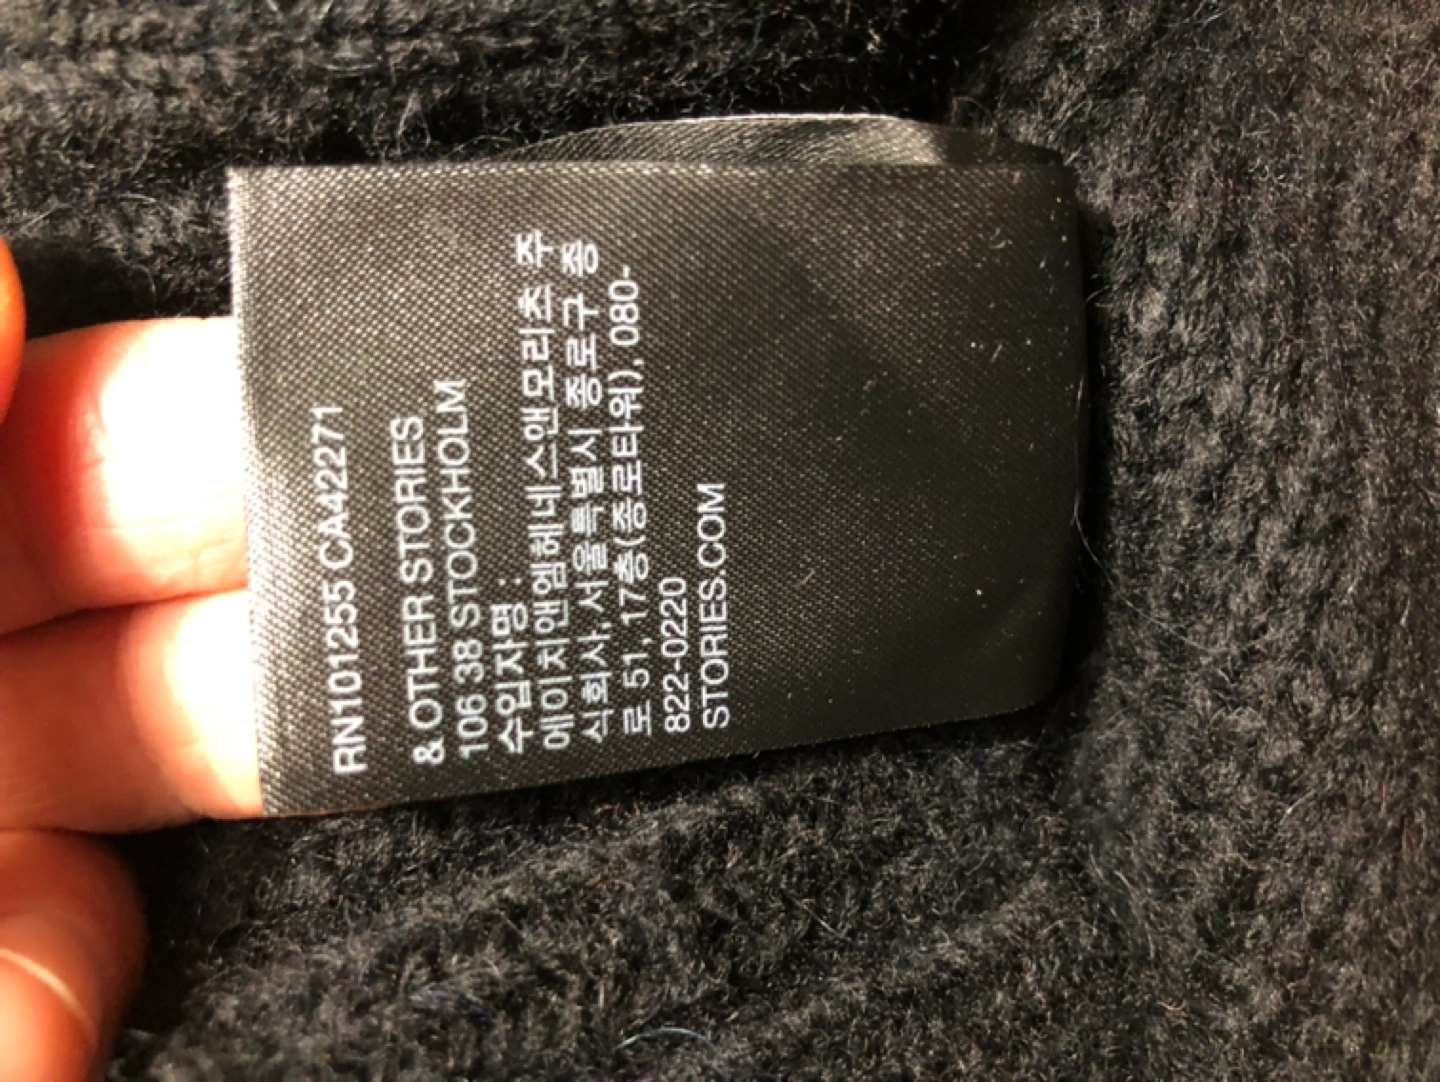 RN101255 CA42271
& OTHER STORIES
106 38 STOCKHOLM
수입자명 :
에이치앤엠헤네스앤모리츠 주
식회사, 서울특별시 종로구 종
로 51, 17층(종로타워), 080-
822-0220
STORIES.COM